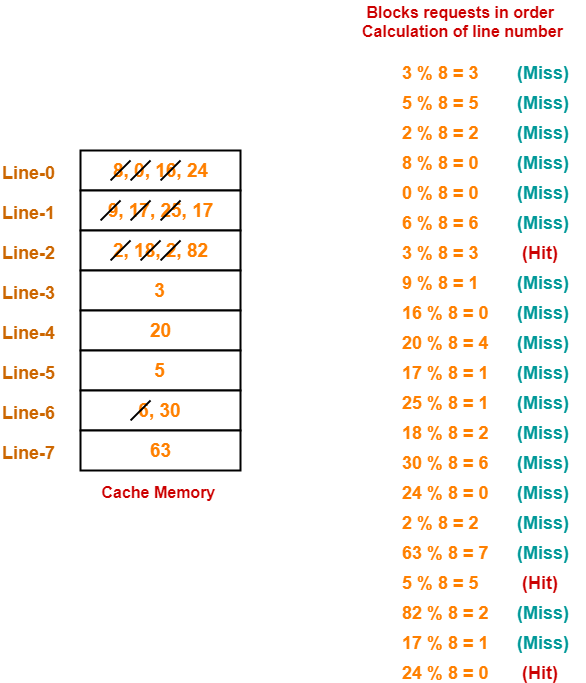 Blocks requests in order
Calculation of line number
3 % 8 = 3 (Miss)
5 % 8 = 5 (Miss)
2 % 8 = 2 (Miss)
8 % 8 = 0 (Miss)
0 % 8 = 0 (Miss)
6 % 8 = 6 (Miss)
3 % 8 = 3 (Hit)
9 % 8 = 1 (Miss)
16 % 8 = 0 (Miss)
20 % 8 = 4 (Miss)
17 % 8 = 1 (Miss)
25 % 8 = 1 (Miss)
18 % 8 = 2 (Miss)
30 % 8 = 6 (Miss)
24 % 8 = 0 (Miss)
2 % 8 = 2 (Miss)
63 % 8 = 7 (Miss)
5 % 8 = 5 (Hit)
82 % 8 = 2 (Miss)
17 % 8 = 1 (Miss)
24 % 8 = 0 (Hit)
Line-0 8, 0, 16, 24
Line-1 9, 17, 25, 17
Line-2 2, 18, 2, 82
Line-3 3
Line-4 20
Line-5 5
Line-6 6, 30
Line-7 63
Cache Memory